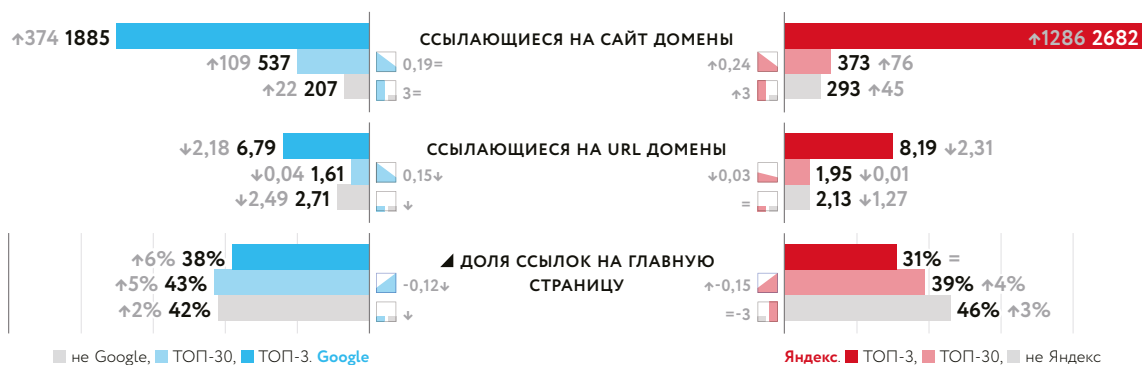 ↑374 1885 ССЫЛАЮЩИЕСЯ НА САЙТ ДОМЕНЫ ↑1286 2682
↑109 537 0,19= ↑0,24 373 ↑76
↑22 207 3= ↑3 293 ↑45
↓2,18 6,79 ССЫЛАЮЩИЕСЯ НА URL ДОМЕНЫ 8,19 ↓2,31
↓0,04 1,61 0,15↓ ↓0,03 1,95 ↓0,01
↓2,49 2,71 ↓ = 2,13 ↓1,27
↑6% 38% ДОЛЯ ССЫЛОК НА ГЛАВНУЮ 31% =
↑5% 43% -0,12↓ СТРАНИЦУ ↑-0,15 39% ↑4%
↑2% 42% ↓ =-3 46% ↑3%
не Google, ТОП-30, ТОП-3. Google Яндекс. ТОП-3, ТОП-30, не Яндекс